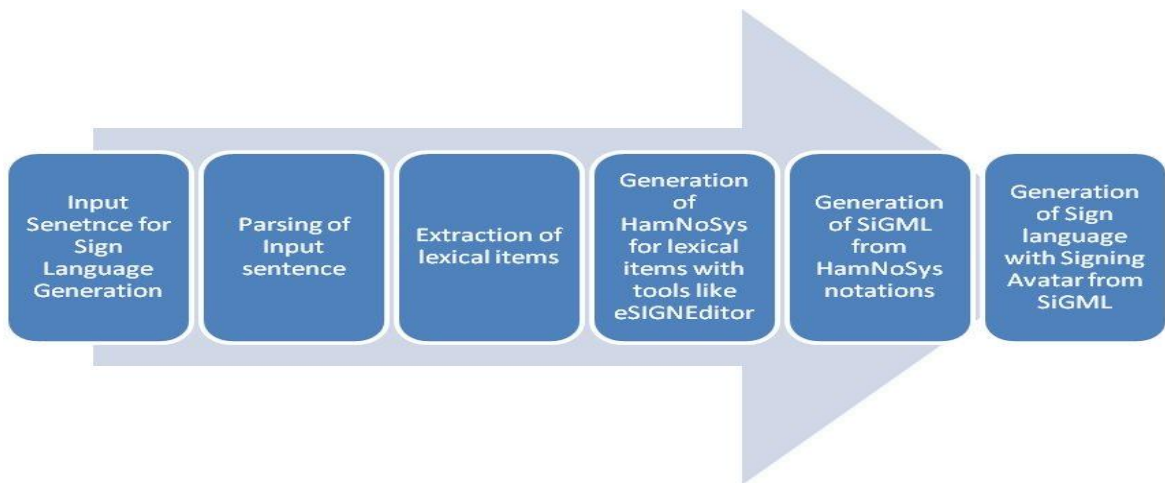 Input
Senetnce for
Sign
Language
Generation
Parsing of
Input
sentence
Extraction of
lexical items
Generation
of
HamNoSys
for lexical
items with
tools like
eSIGNEditor
Generation
of SiGML
from
HamNoSys
notations
Generation
of Sign
language
with Signing
Avatar from
SiGML